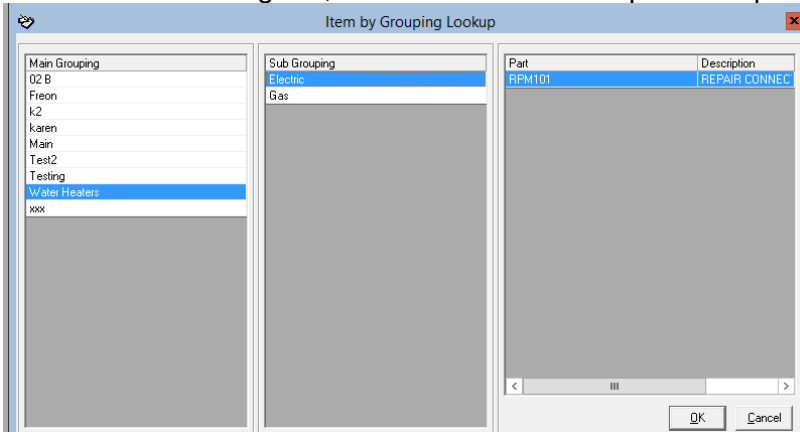 Item by Grouping Lookup
Main Grouping
02 B
Freon
k2
karen
Main
Test2
Testing
Water Heaters
xxx
Sub Grouping
Electric
Gas
Part Description
RPM101 REPAIR CONNEC
OK Cancel